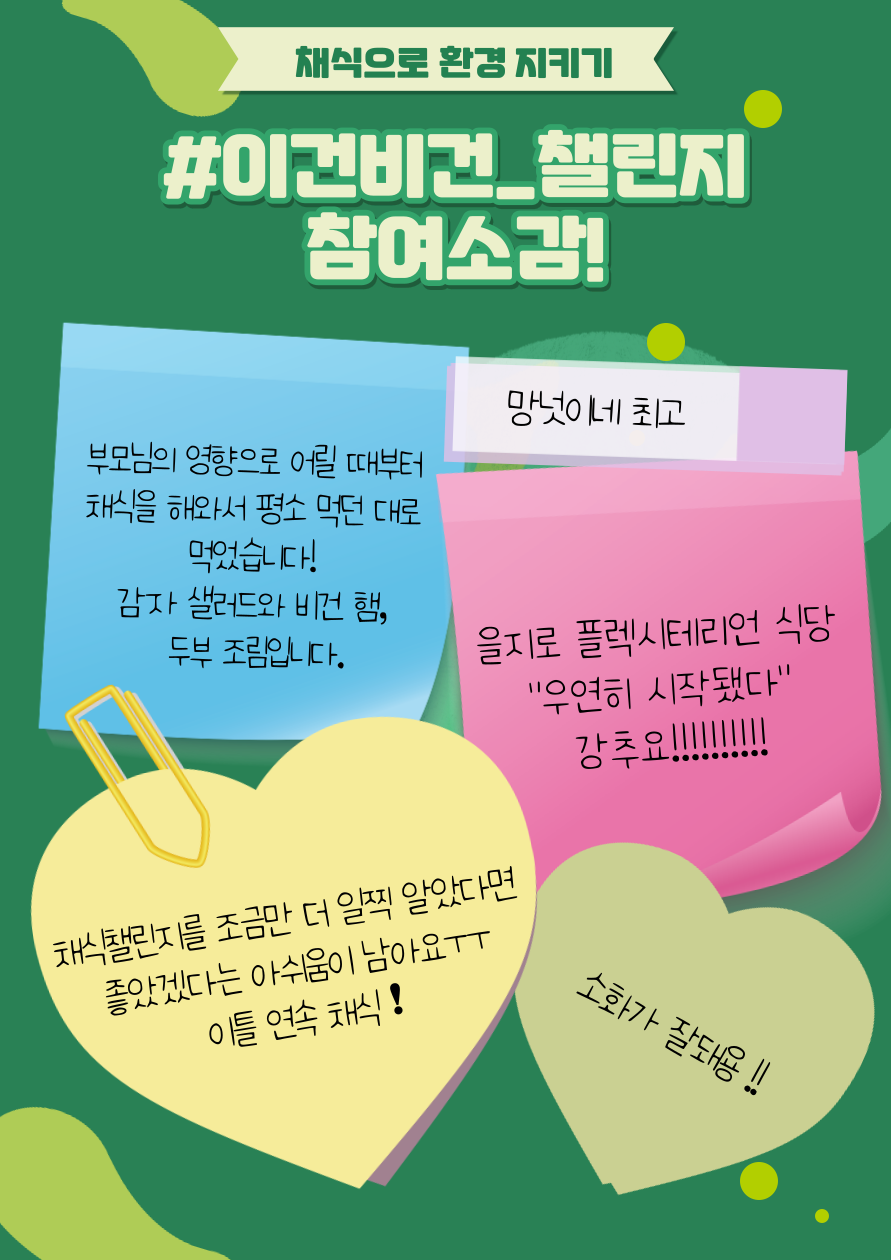 채식으로 환경 지키기
#이건비건_챌린지
참여소감!
부모님의 영향으로 어릴 때부터
채식을 해와서 평소 먹던 대로
먹었습니다!
감자 샐러드와 비건 햄,
두부 조림입니다.
망넛이네 최고
을지로 플렉시테리언 식당
"우연히 시작됐다"
강추요!!!!!!!!!!
채식챌린지를 조금만 더 일찍 알았다면
좋았겠다는 아쉬움이 남아요ㅜㅜ
이틀 연속 채식!
소화가 잘돼용!!